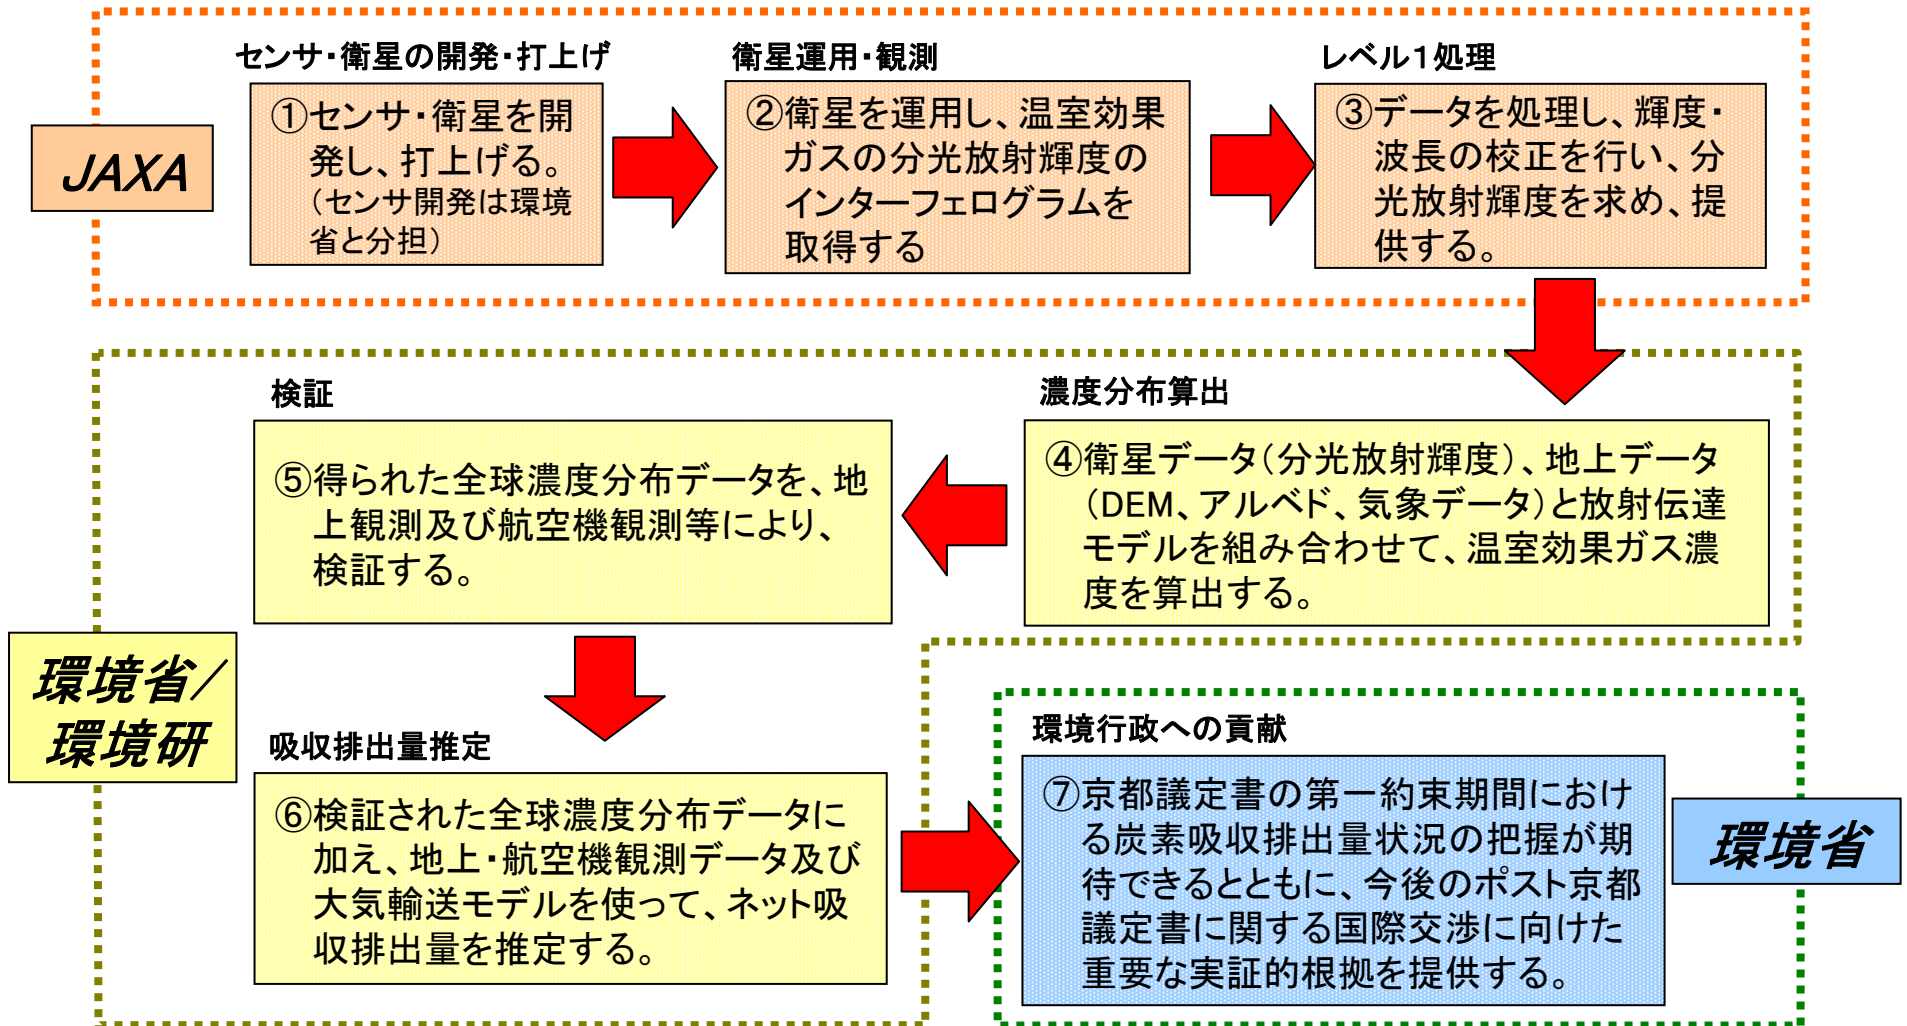 JAXA
センサ・衛星の開発・打上げ
①センサ・衛星を開
発し、打上げる。
（センサ開発は環境
省と分担）
衛星運用・観測
②衛星を運用し、温室効果
ガスの分光放射輝度の
インターフェログラムを
取得する
レベル１処理
③データを処理し、輝度・
波長の校正を行い、分
光放射輝度を求め、提
供する。
濃度分布算出
④衛星データ（分光放射輝度）、地上データ
（DEM、アルベド、気象データ）と放射伝達
モデルを組み合わせて、温室効果ガス濃
度を算出する。
検証
⑤得られた全球濃度分布データを、地
上観測及び航空機観測等により、
検証する。
環境省／
環境研
吸収排出量推定
⑥検証された全球濃度分布データに
加え、地上・航空機観測データ及び
大気輸送モデルを使って、ネット吸
収排出量を推定する。
環境行政への貢献
⑦京都議定書の第一約束期間におけ
る炭素吸収排出量状況の把握が期
待できるとともに、今後のポスト京都
議定書に関する国際交渉に向けた
重要な実証的根拠を提供する。
環境省